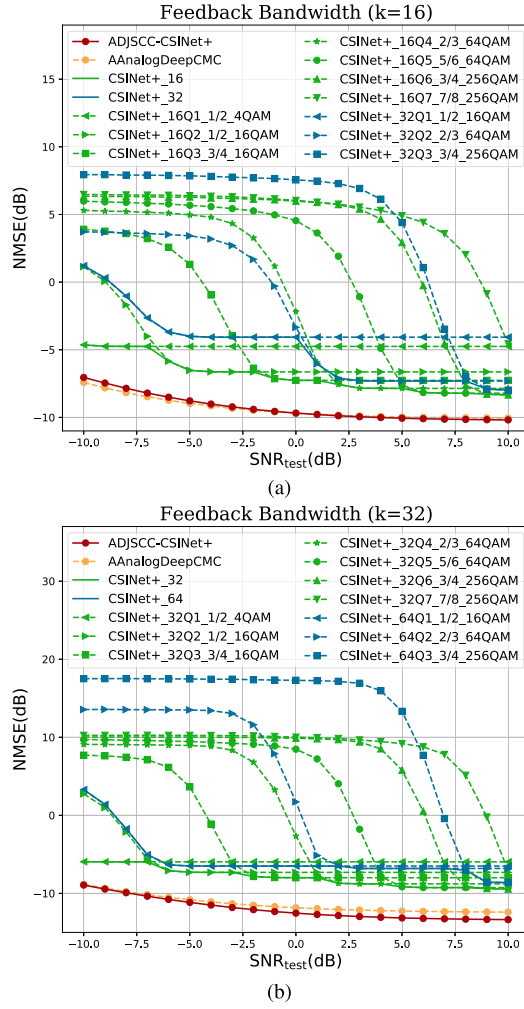 Feedback Bandwidth (k=16)
ADJSCC-CSINet+
AAnalogDeepCMC
CSINet+_16
CSINet+_32
CSINet+_16Q1_1/2_4QAM
CSINet+_16Q2_1/2_16QAM
CSINet+_16Q3_3/4_16QAM
CSINet+_16Q4_2/3_64QAM
CSINet+_16Q5_5/6_64QAM
CSINet+_16Q6_3/4_256QAM
CSINet+_16Q7_7/8_256QAM
CSINet+_32Q1_1/2_16QAM
CSINet+_32Q2_2/3_64QAM
CSINet+_32Q3_3/4_256QAM
NMSE(dB)
15
10
5
0
−5
−10
−10.0 −7.5 −5.0 −2.5 0.0 2.5 5.0 7.5 10.0
SNRtest(dB)
(a)
Feedback Bandwidth (k=32)
ADJSCC-CSINet+
AAnalogDeepCMC
CSINet+_32
CSINet+_64
CSINet+_32Q1_1/2_4QAM
CSINet+_32Q2_1/2_16QAM
CSINet+_32Q3_3/4_16QAM
CSINet+_32Q4_2/3_64QAM
CSINet+_32Q5_5/6_64QAM
CSINet+_32Q6_3/4_256QAM
CSINet+_32Q7_7/8_256QAM
CSINet+_64Q1_1/2_16QAM
CSINet+_64Q2_2/3_64QAM
CSINet+_64Q3_3/4_256QAM
NMSE(dB)
30
20
10
0
−10
−10.0 −7.5 −5.0 −2.5 0.0 2.5 5.0 7.5 10.0
SNRtest(dB)
(b)